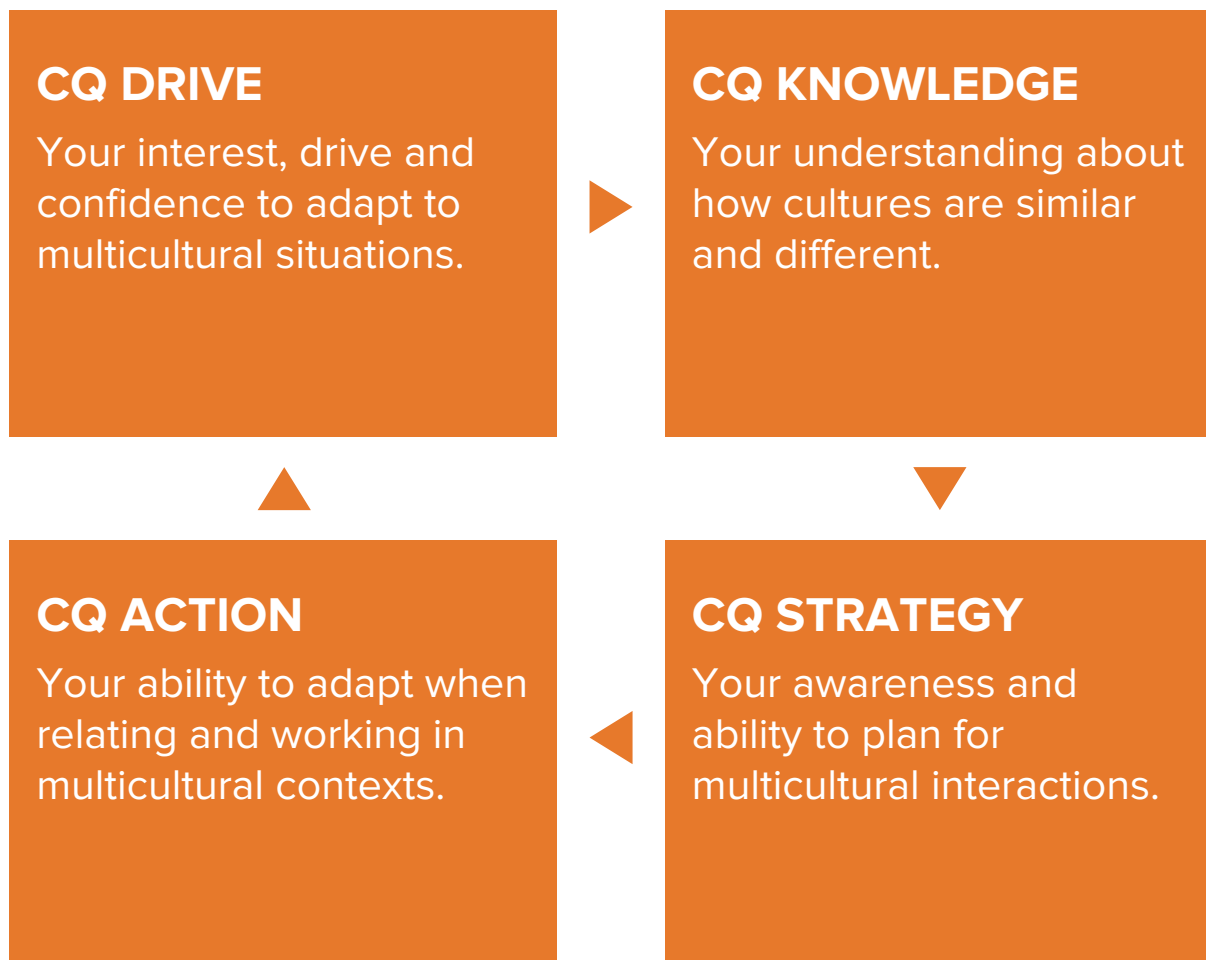 CQ DRIVE
Your interest, drive and
confidence to adapt to
multicultural situations.
CQ KNOWLEDGE
Your understanding about
how cultures are similar
and different.
CQ ACTION
Your ability to adapt when
relating and working in
multicultural contexts.
CQ STRATEGY
Your awareness and
ability to plan for
multicultural interactions.